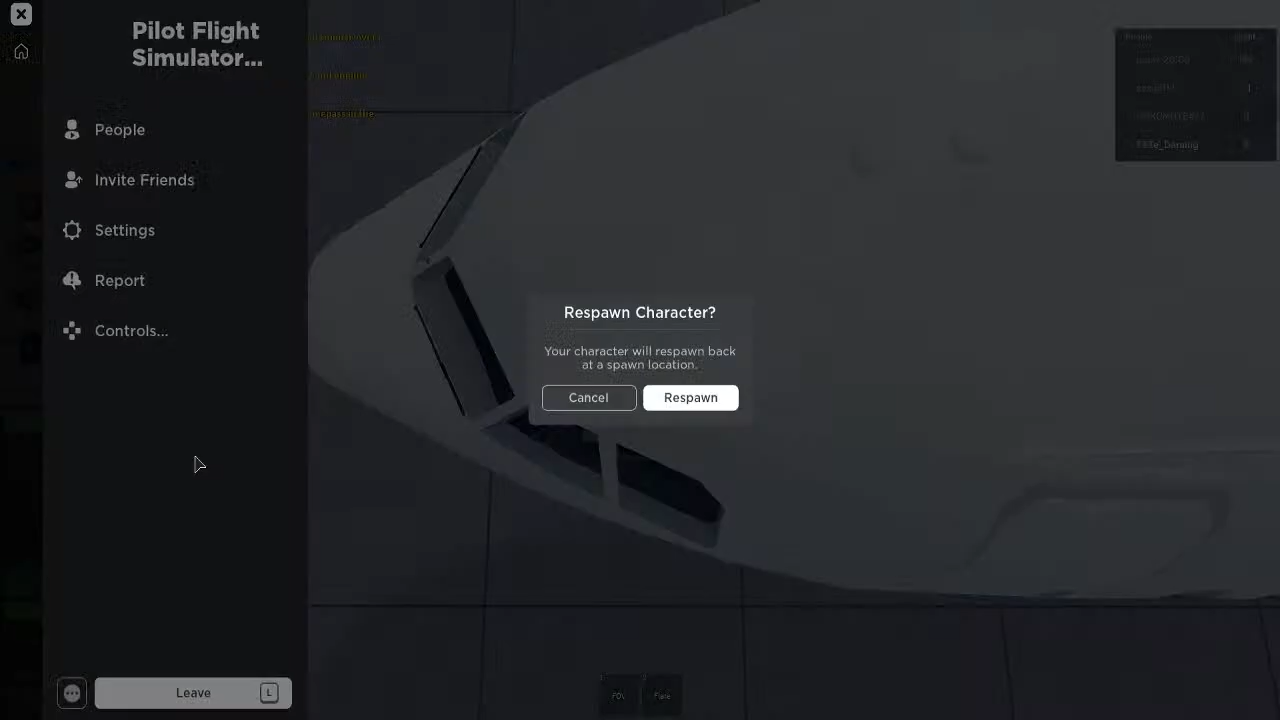 Pilot Flight
Simulator...
People
Invite Friends
Settings
Report
Controls...
Respawn Character?
Your character will respawn back
at a spawn location.
Cancel
Respawn
Leave
L